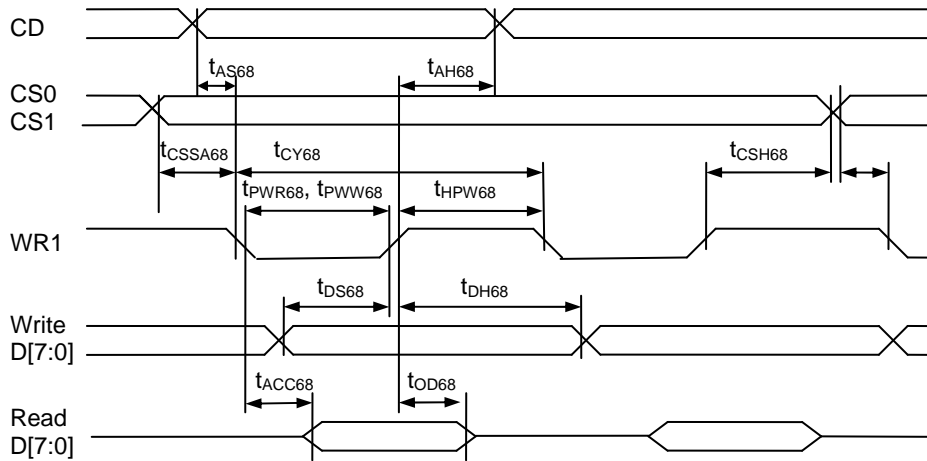 CD
tAS68
tAH68
CS0
CS1
tCSSA68
tCY68
tCSH68
tPWR68, tPWW68
tHPW68
WR1
tDS68
tDH68
Write
D[7:0]
tACC68
tOD68
Read
D[7:0]